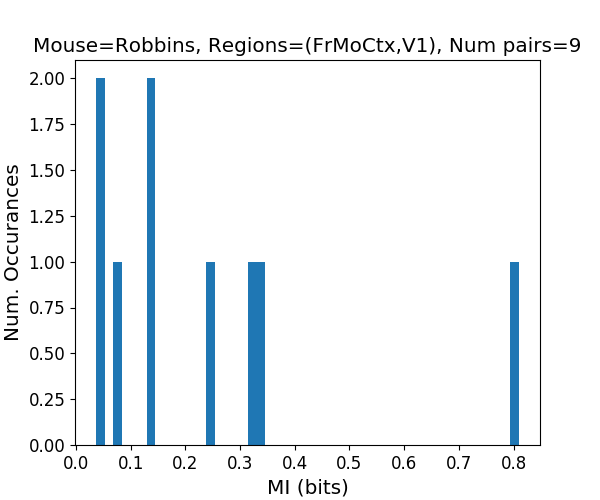 Mouse=Robbins, Regions=(FrMoCtx,V1), Num pairs=9
Num. Occurances
2.00
1.75
1.50
1.25
1.00
0.75
0.50
0.25
0.00
0.0 0.1 0.2 0.3 0.4 0.5 0.6 0.7 0.8
MI (bits)